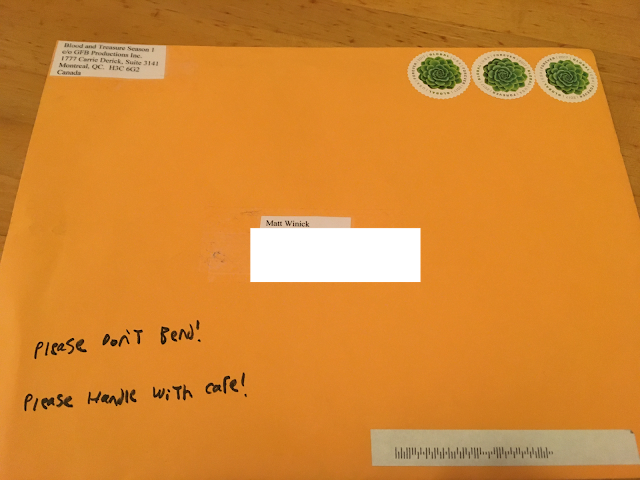 Blood and Treasure Season 1
c/o GFB Productions Inc.
1777 Carrie Derick, Suite 3141
Montreal, QC. H3C 6G2
Canada
Matt Winick
Please Don't Bend!
Please Handle With care!